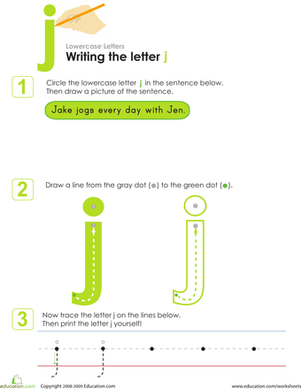 j
Lowercase Letters
Writing the letter j
1
Circle the lowercase letter j in the sentence below.
Then draw a picture of the sentence.
Jake jogs every day with Jen.
2
Draw a line from the gray dot ( ) to the green dot ( ).
j j
3
Now trace the letter j on the lines below.
Then print the letter j yourself!
j j
education.com Copyright 2008-2009 Education.com www.education.com/worksheets